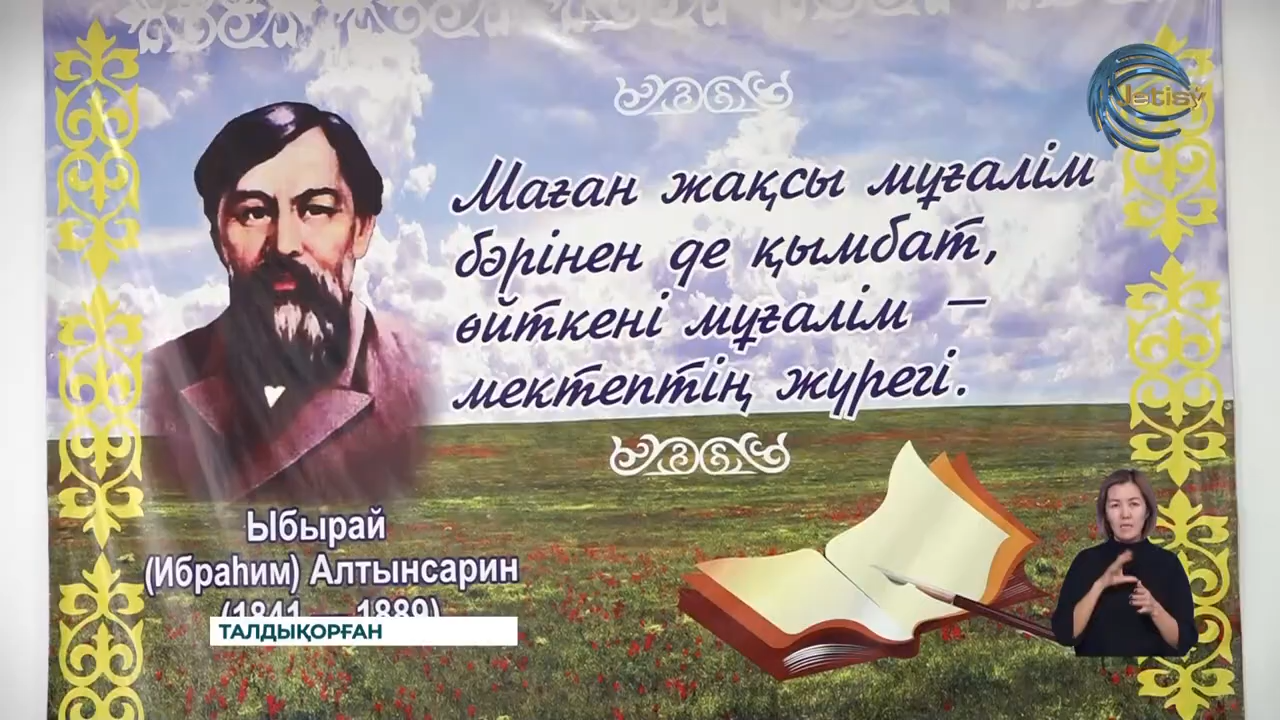 Jetisý
Маған жақсы мұғалім
бәрінен де қымбат,
өйткені мұғалім –
мектептің жүрегі.
Ыбырай
(Ибраһим) Алтынсарин
(1841 — 1889)
ТАЛДЫҚОРҒАН